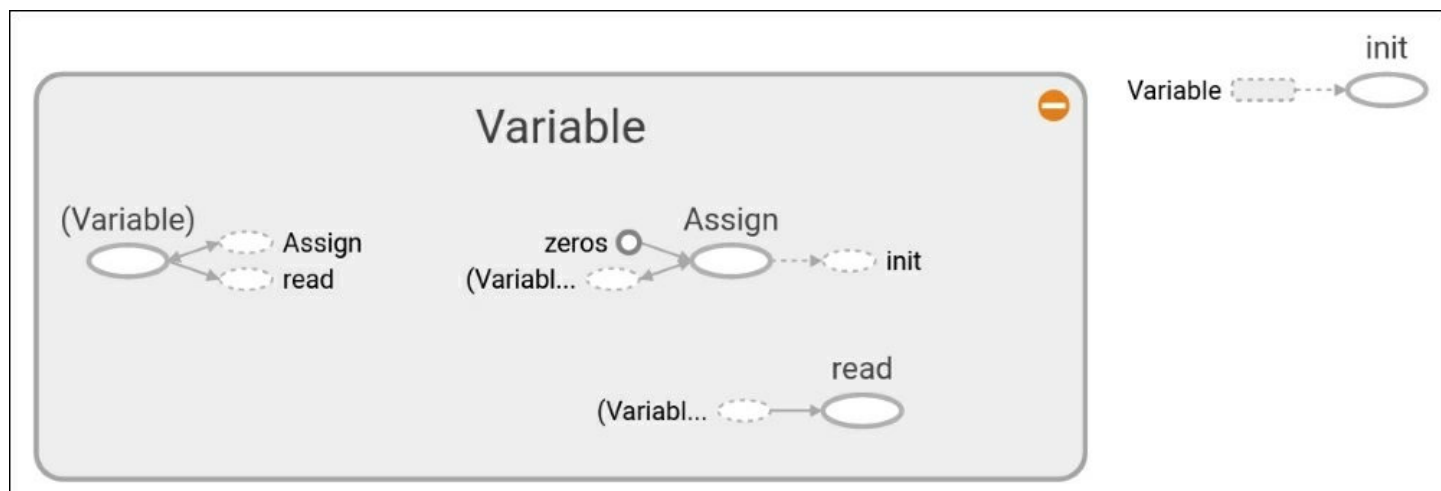 init
Variable
Variable
(Variable)
Assign
read
zeros
(Variabl...
Assign
init
read
(Variabl...